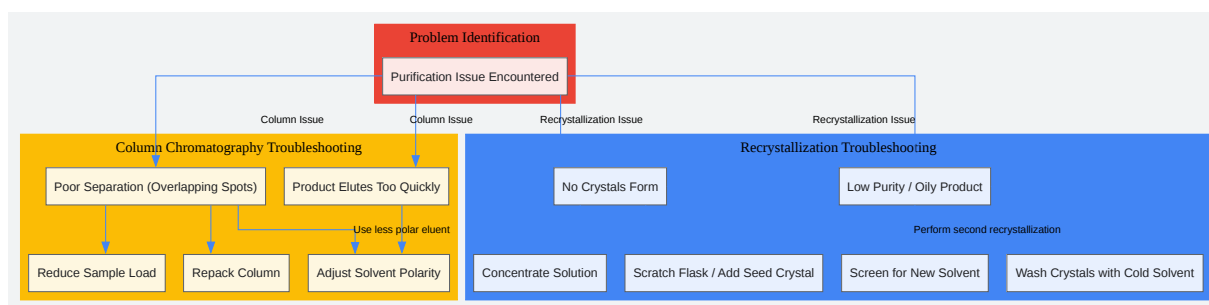 Problem Identification
Purification Issue Encountered
Column Issue
Column Issue
Recrystallization Issue
Recrystallization Issue
Column Chromatography Troubleshooting
Recrystallization Troubleshooting
Poor Separation (Overlapping Spots)
Product Elutes Too Quickly
No Crystals Form
Low Purity / Oily Product
Use less polar eluent
Perform second recrystallization
Reduce Sample Load
Repack Column
Adjust Solvent Polarity
Concentrate Solution
Scratch Flask / Add Seed Crystal
Screen for New Solvent
Wash Crystals with Cold Solvent